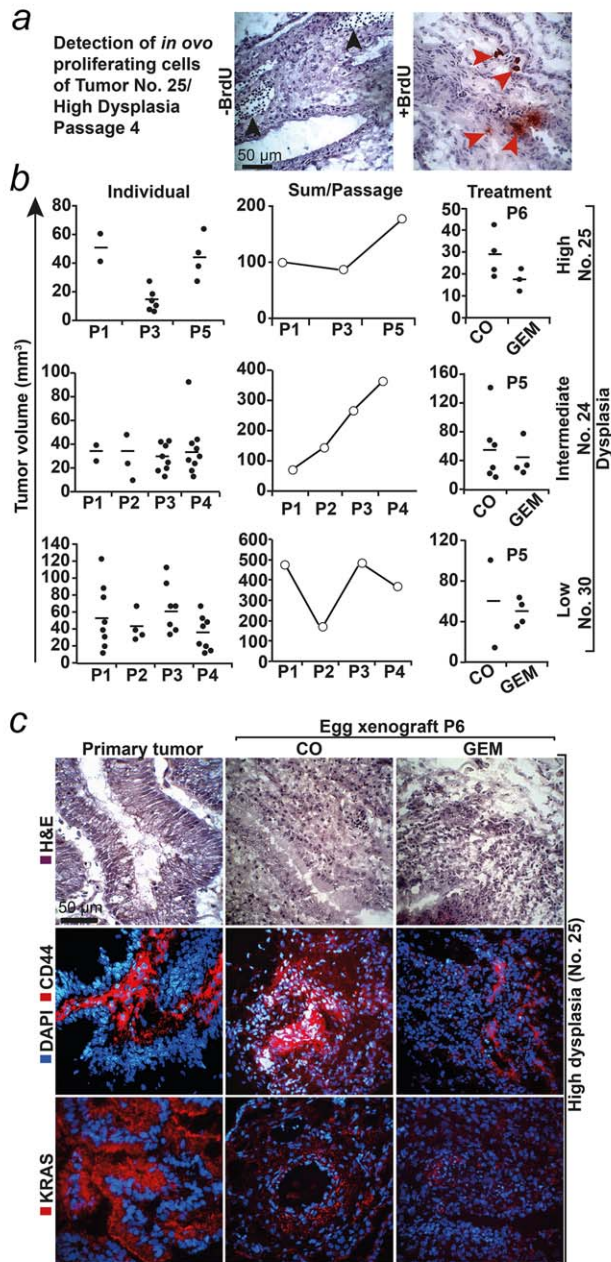 a
Detection of in ovo
proliferating cells
of Tumor No. 25/
High Dysplasia
Passage 4
-BrdU
50 µm
+BrdU
b
Individual
Sum/Passage
Treatment
Tumor volume (mm³)
80
60
40
20
0
P1
P3
P5
200
100
0
P1
P3
P5
50
40
30
20
10
0
P6
CO
GEM
High
No. 25
100
80
60
40
20
0
P1
P2
P3
P4
400
300
200
100
0
P1
P2
P3
P4
160
120
80
40
0
P5
CO
GEM
Intermediate
No. 24
Dysplasia
140
120
100
80
60
40
20
0
P1
P2
P3
P4
600
500
400
300
200
100
0
P1
P2
P3
P4
120
80
40
0
P5
CO
GEM
Low
No. 30
c
Egg xenograft P6
Primary tumor
CO
GEM
H&E
50 µm
DAPI CD44
KRAS
High dysplasia (No. 25)